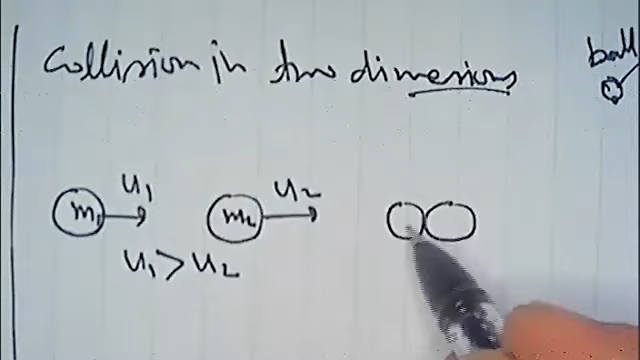 Collision in two dimensions
ball
m1 u1 m2 u2
u1 > u2